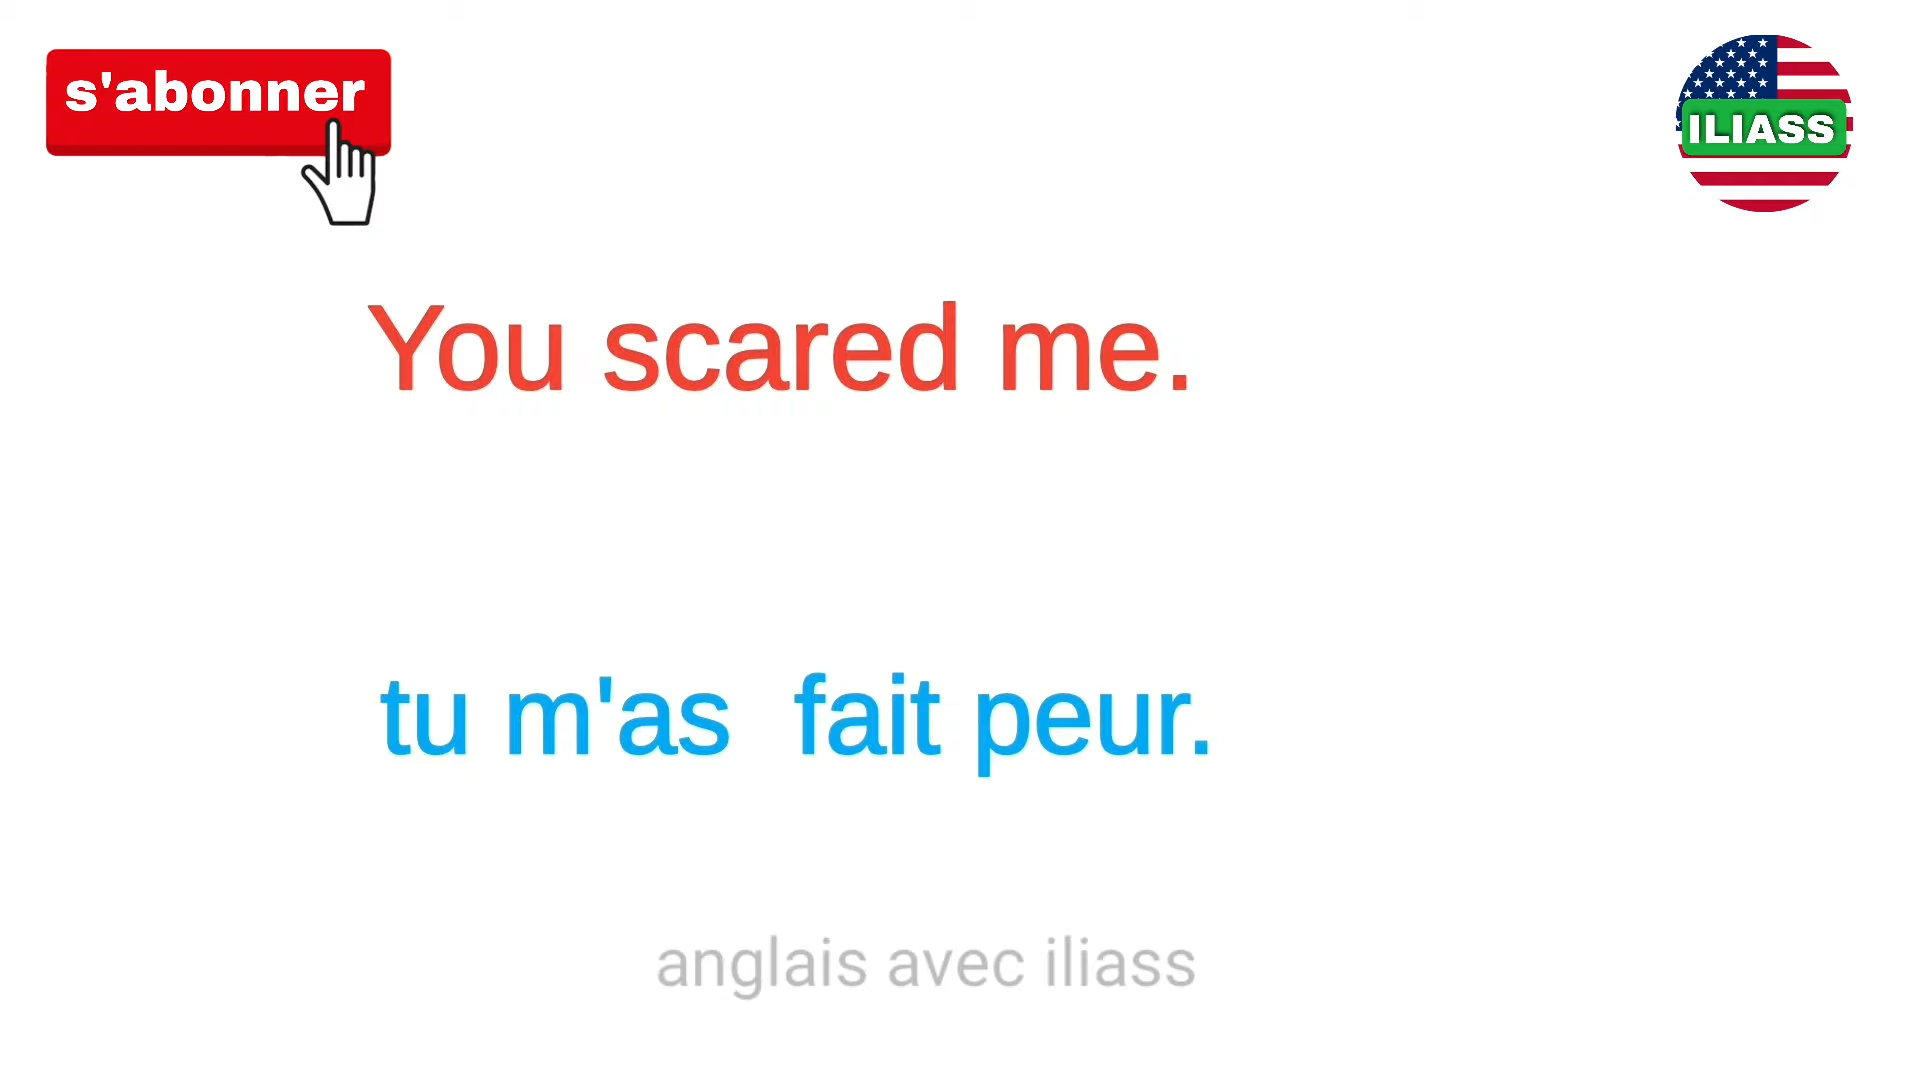 s'abonner
ILIASS
You scared me.
tu m'as  fait peur.
anglais avec iliass